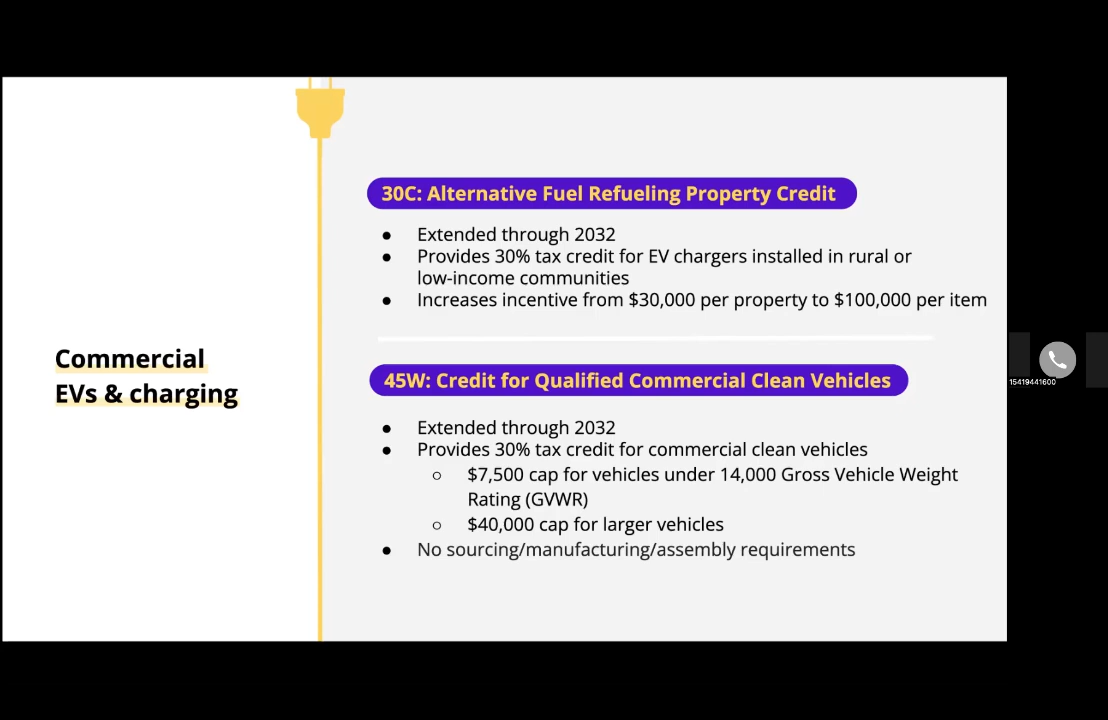 Commercial
EVs & charging
30C: Alternative Fuel Refueling Property Credit
● Extended through 2032
● Provides 30% tax credit for EV chargers installed in rural or
low-income communities
● Increases incentive from $30,000 per property to $100,000 per item
45W: Credit for Qualified Commercial Clean Vehicles
● Extended through 2032
● Provides 30% tax credit for commercial clean vehicles
○ $7,500 cap for vehicles under 14,000 Gross Vehicle Weight
Rating (GVWR)
○ $40,000 cap for larger vehicles
● No sourcing/manufacturing/assembly requirements
15419441600